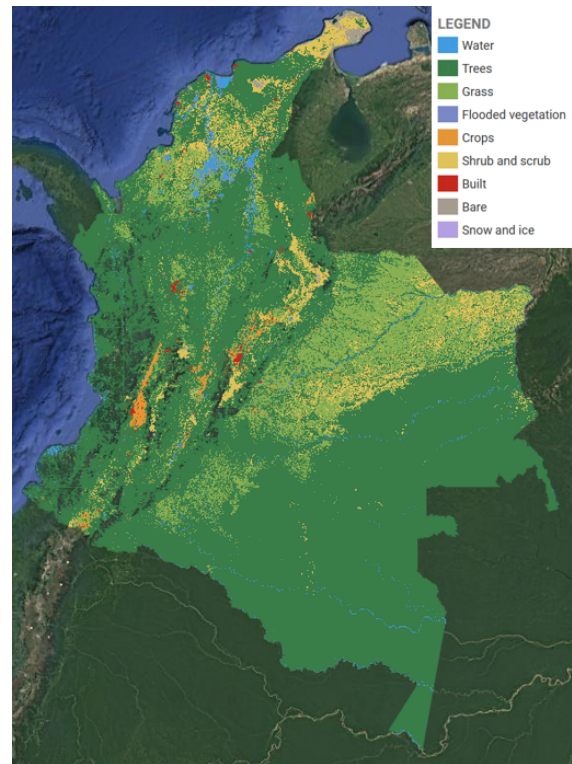 LEGEND
Water
Trees
Grass
Flooded vegetation
Crops
Shrub and scrub
Built
Bare
Snow and ice